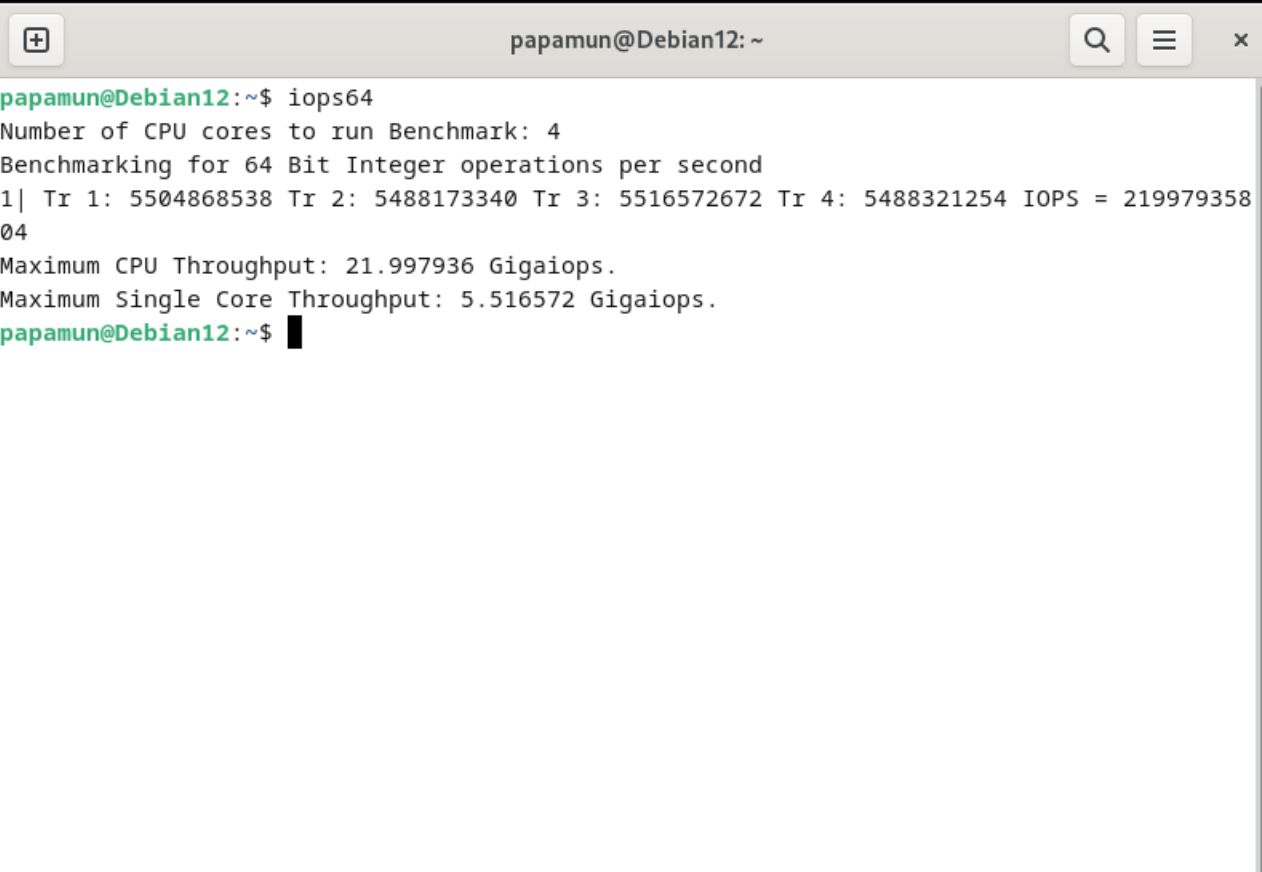 papamun@Debian12: ~
papamun@Debian12:~$ iops64
Number of CPU cores to run Benchmark: 4
Benchmarking for 64 Bit Integer operations per second
1| Tr 1: 5504868538 Tr 2: 5488173340 Tr 3: 5516572672 Tr 4: 5488321254 IOPS = 219979358
04
Maximum CPU Throughput: 21.997936 Gigaiops.
Maximum Single Core Throughput: 5.516572 Gigaiops.
papamun@Debian12:~$